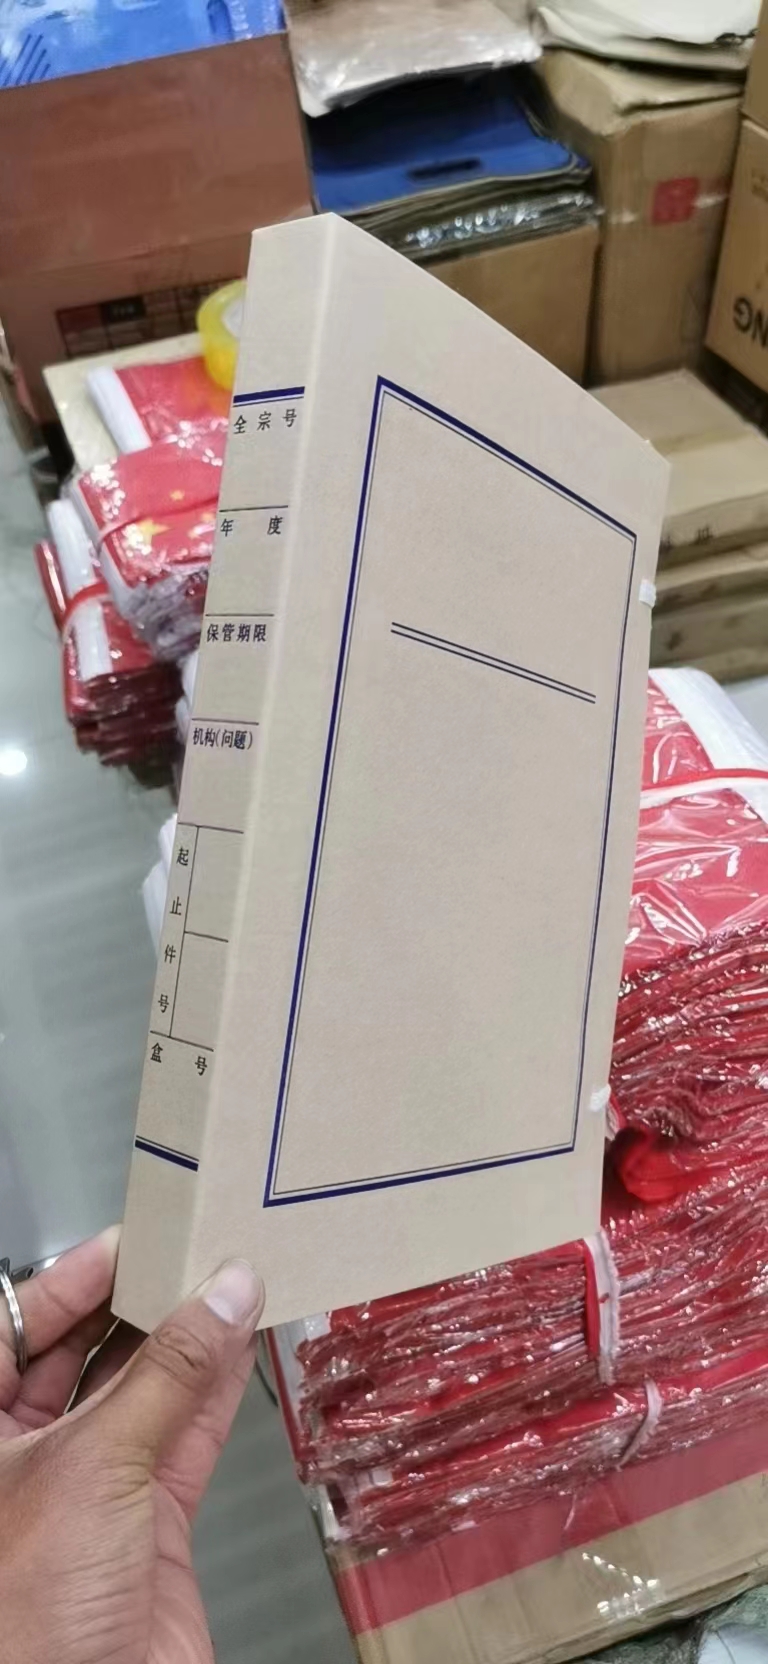 全宗号
年度
保管期限
机构(问题)
起止件号
盒号
NG